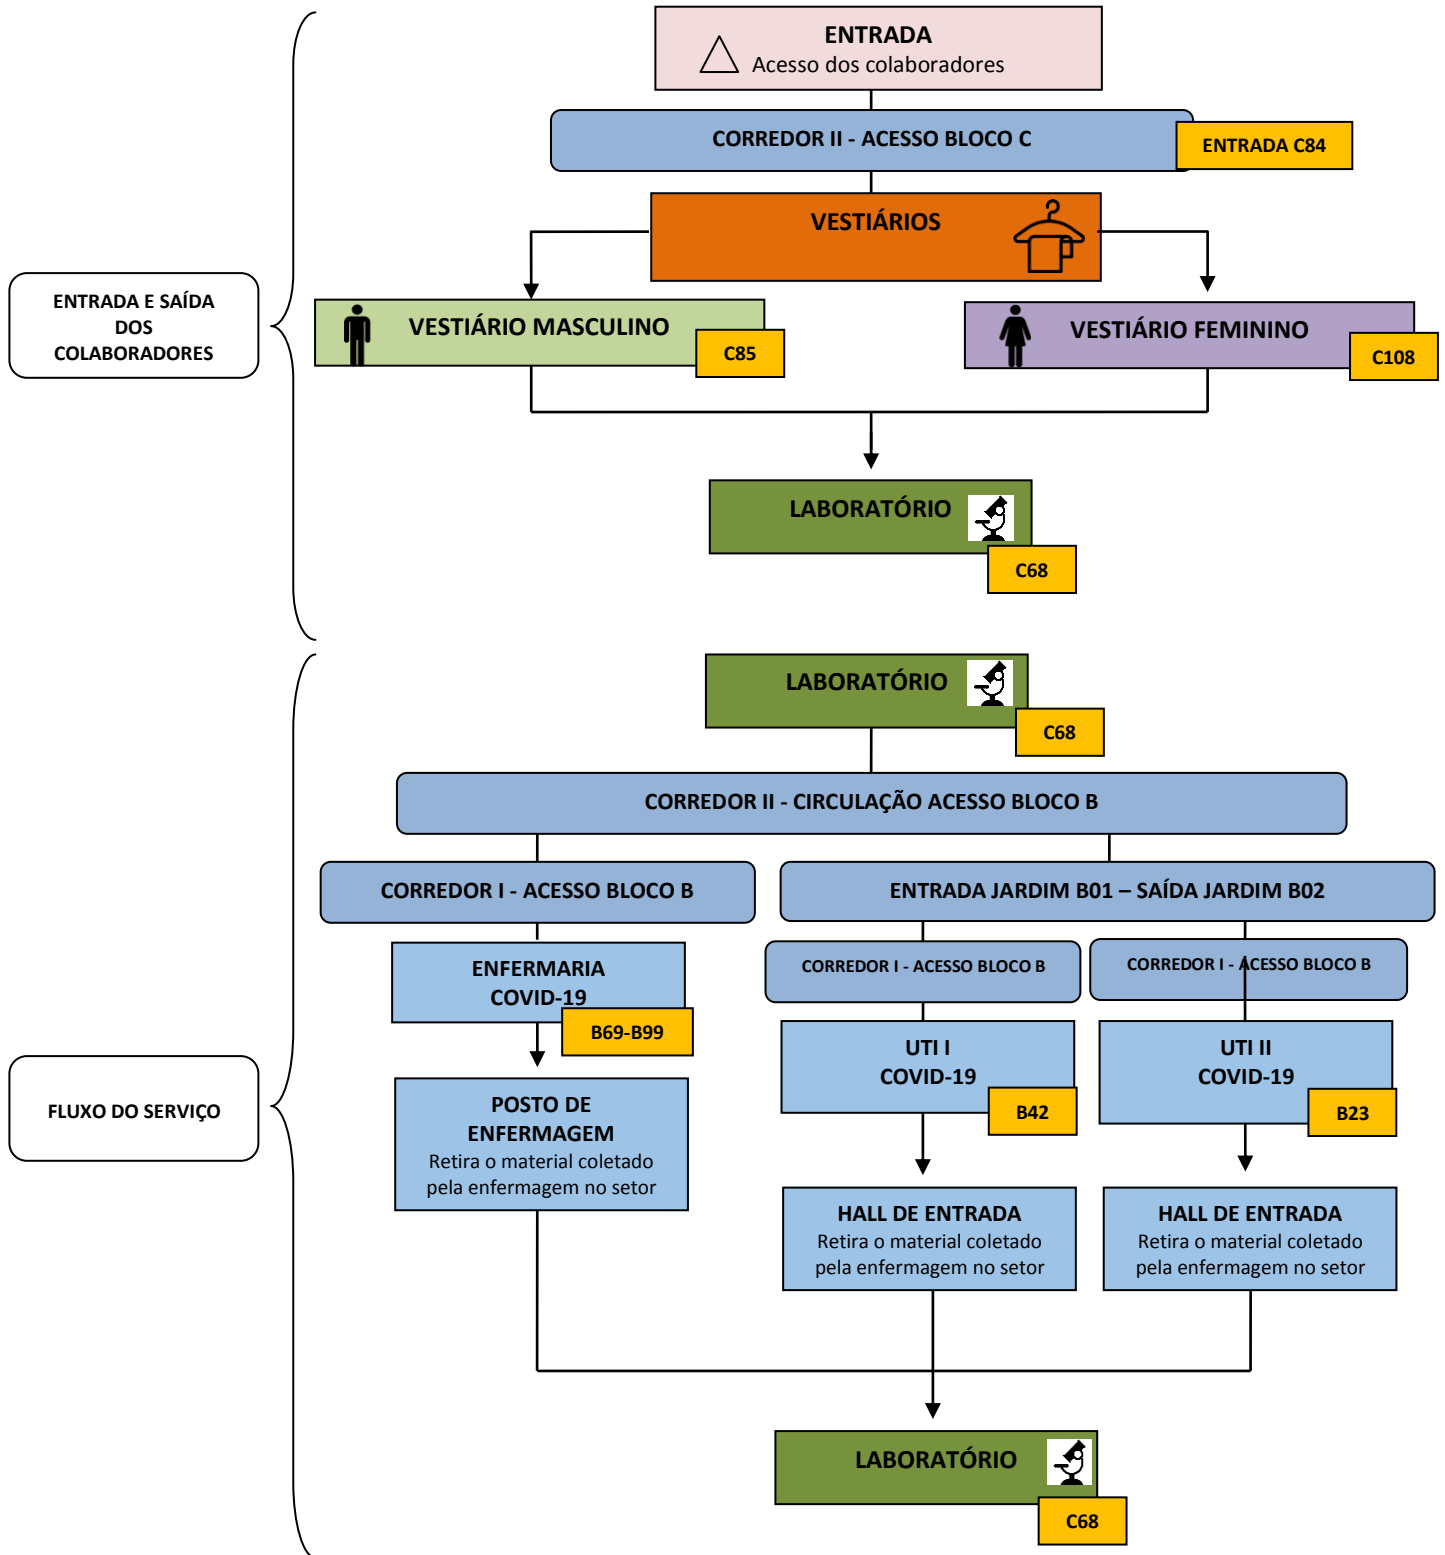 ENTRADA
Acesso dos colaboradores
CORREDOR II - ACESSO BLOCO C
ENTRADA C84
VESTIÁRIOS
ENTRADA E SAÍDA
DOS
COLABORADORES
VESTIÁRIO MASCULINO
C85
VESTIÁRIO FEMININO
C108
LABORATÓRIO
C68
LABORATÓRIO
C68
CORREDOR II - CIRCULAÇÃO ACESSO BLOCO B
CORREDOR I - ACESSO BLOCO B
ENTRADA JARDIM B01 – SAÍDA JARDIM B02
ENFERMARIA
COVID-19
B69-B99
CORREDOR I - ACESSO BLOCO B
CORREDOR I - ACESSO BLOCO B
UTI I
COVID-19
B42
UTI II
COVID-19
B23
FLUXO DO SERVIÇO
POSTO DE
ENFERMAGEM
Retira o material coletado
pela enfermagem no setor
HALL DE ENTRADA
Retira o material coletado
pela enfermagem no setor
HALL DE ENTRADA
Retira o material coletado
pela enfermagem no setor
LABORATÓRIO
C68